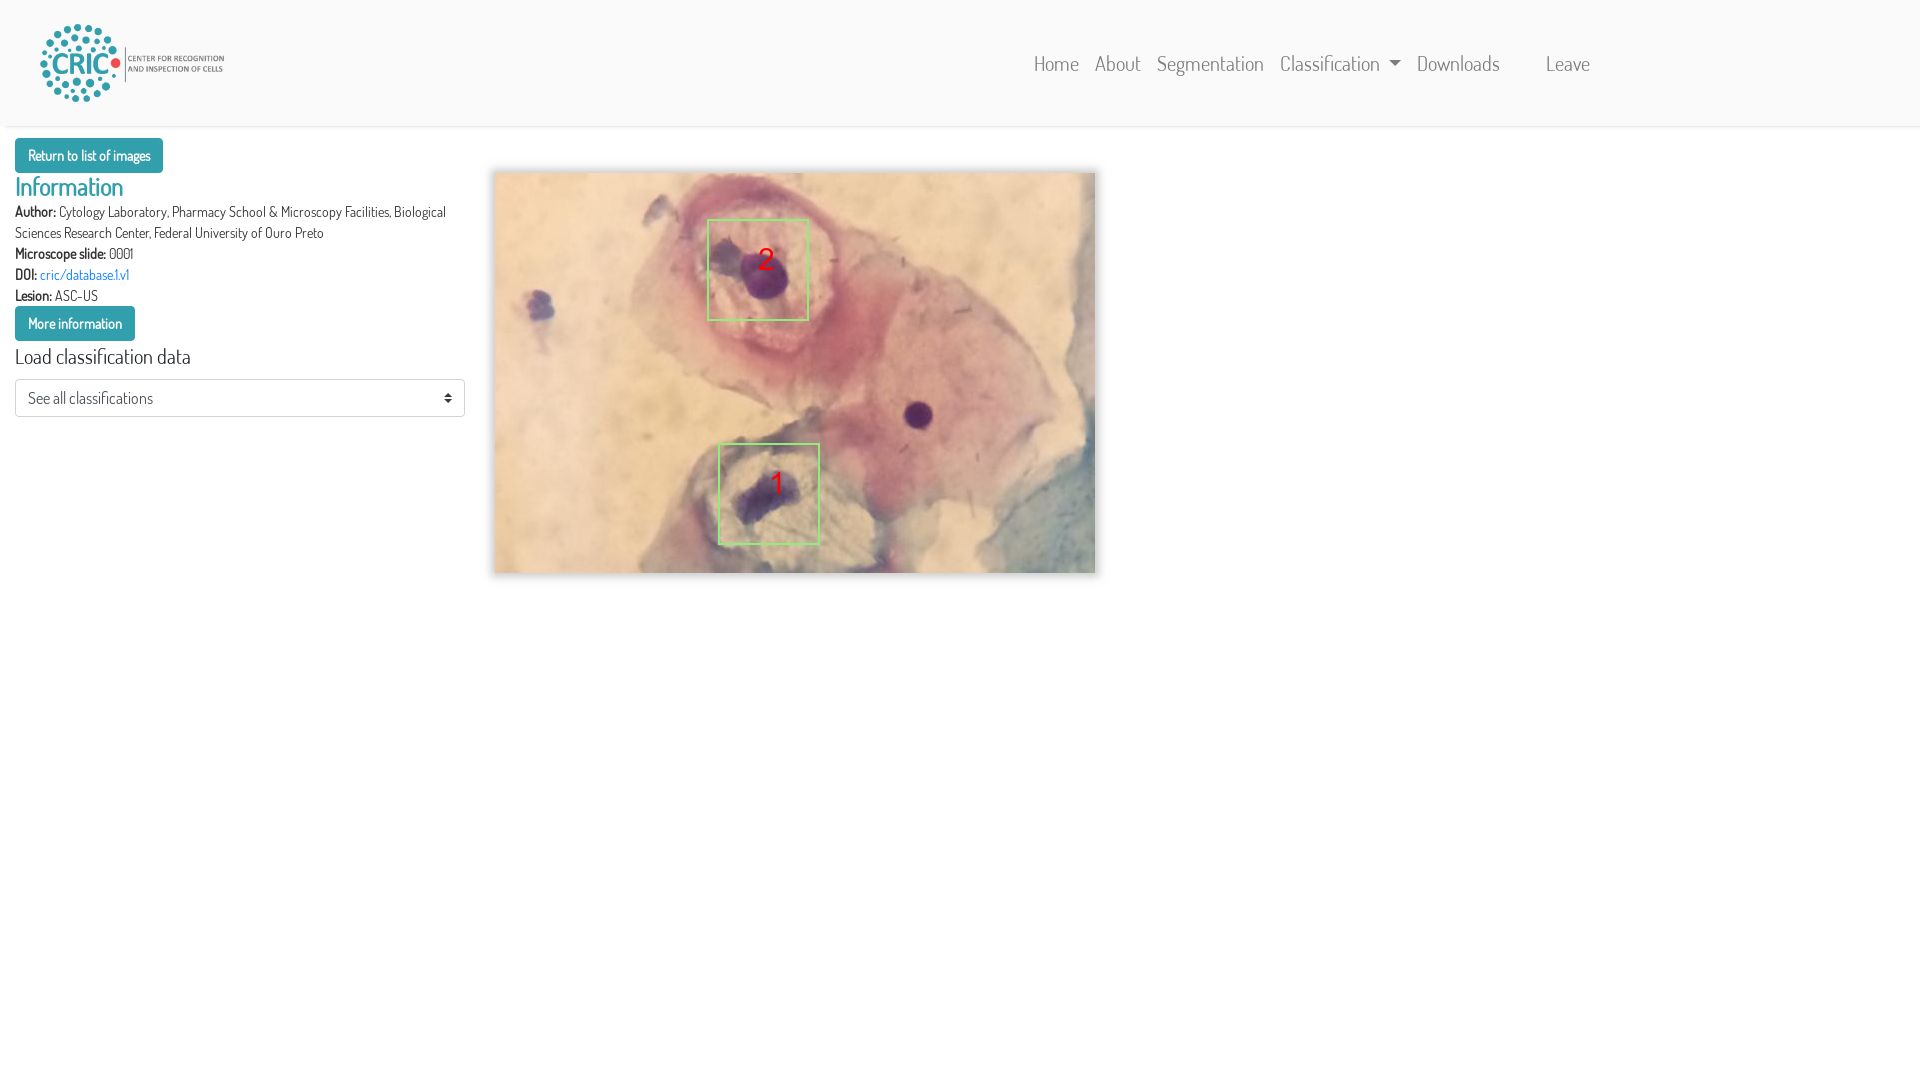 CRIC
CENTER FOR RECOGNITION
AND INSPECTION OF CELLS
Home About Segmentation Classification Downloads Leave
Return to list of images
Information
Author: Cytology Laboratory, Pharmacy School & Microscopy Facilities, Biological
Sciences Research Center, Federal University of Ouro Preto
Microscope slide: 0001
DOI: cric/database.1.v1
Lesion: ASC-US
More information
Load classification data
See all classifications
2
1